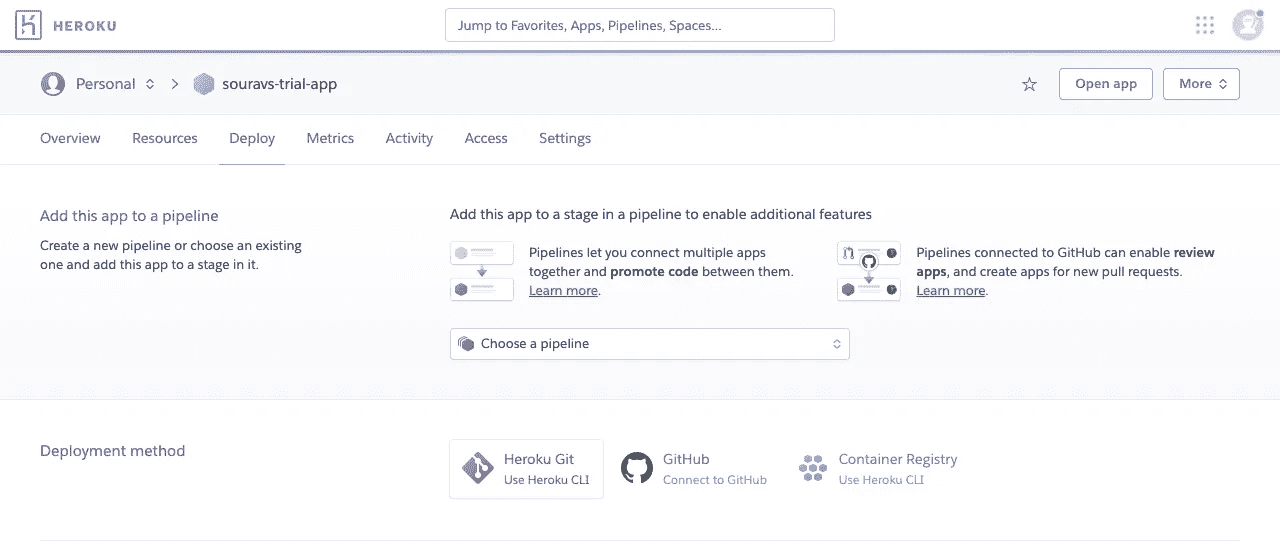 HEROKU
Jump to Favorites, Apps, Pipelines, Spaces...
Personal
souravs-trial-app
Open app
More
Overview
Resources
Deploy
Metrics
Activity
Access
Settings
Add this app to a pipeline
Create a new pipeline or choose an existing
one and add this app to a stage in it.
Add this app to a stage in a pipeline to enable additional features
Pipelines let you connect multiple apps
together and promote code between them.
Learn more.
Pipelines connected to GitHub can enable review
apps, and create apps for new pull requests.
Learn more.
Choose a pipeline
Deployment method
Heroku Git
Use Heroku CLI
GitHub
Connect to GitHub
Container Registry
Use Heroku CLI